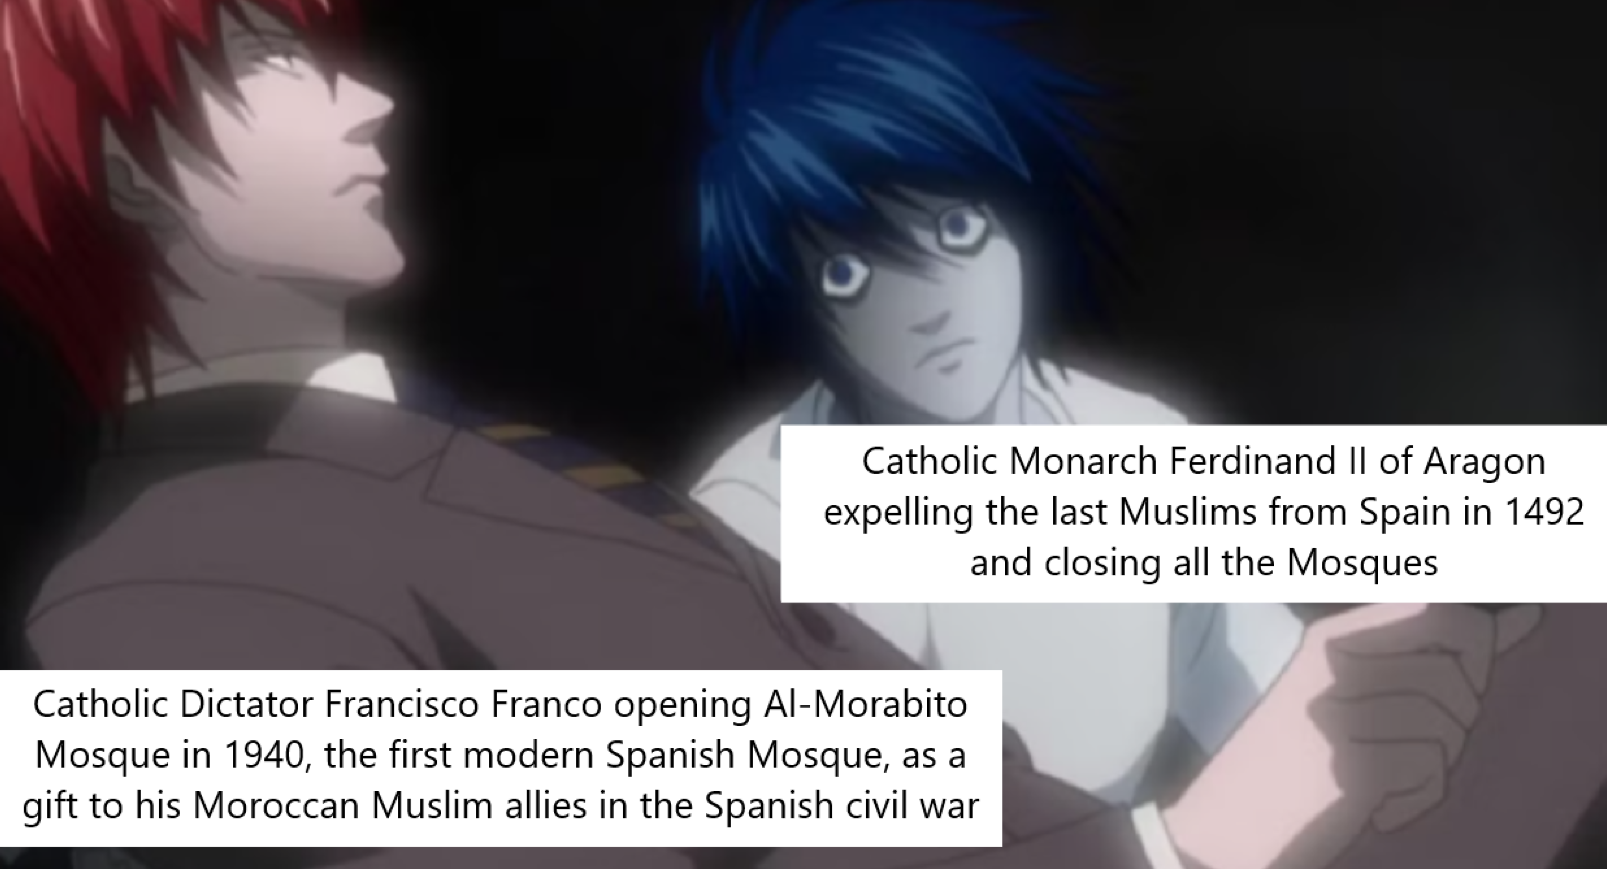 Catholic Monarch Ferdinand II of Aragon
expelling the last Muslims from Spain in 1492
and closing all the Mosques
Catholic Dictator Francisco Franco opening Al-Morabito
Mosque in 1940, the first modern Spanish Mosque, as a
gift to his Moroccan Muslim allies in the Spanish civil war